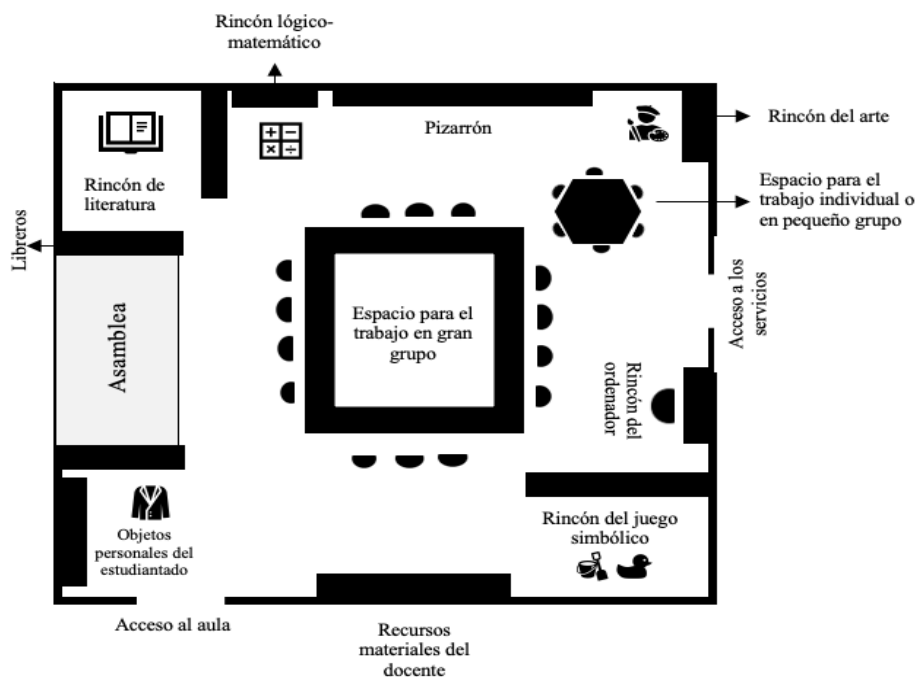 Rincón lógico-
matemático
Pizarrón
Rincón del arte
Rincón de
literatura
Espacio para el
trabajo individual o
en pequeño grupo
Libreros
Acceso a los
servicios
Asamblea
Espacio para el
trabajo en gran
grupo
Rincón del
ordenador
Objetos
personales del
estudiantado
Rincón del juego
simbólico
Acceso al aula
Recursos
materiales del
docente